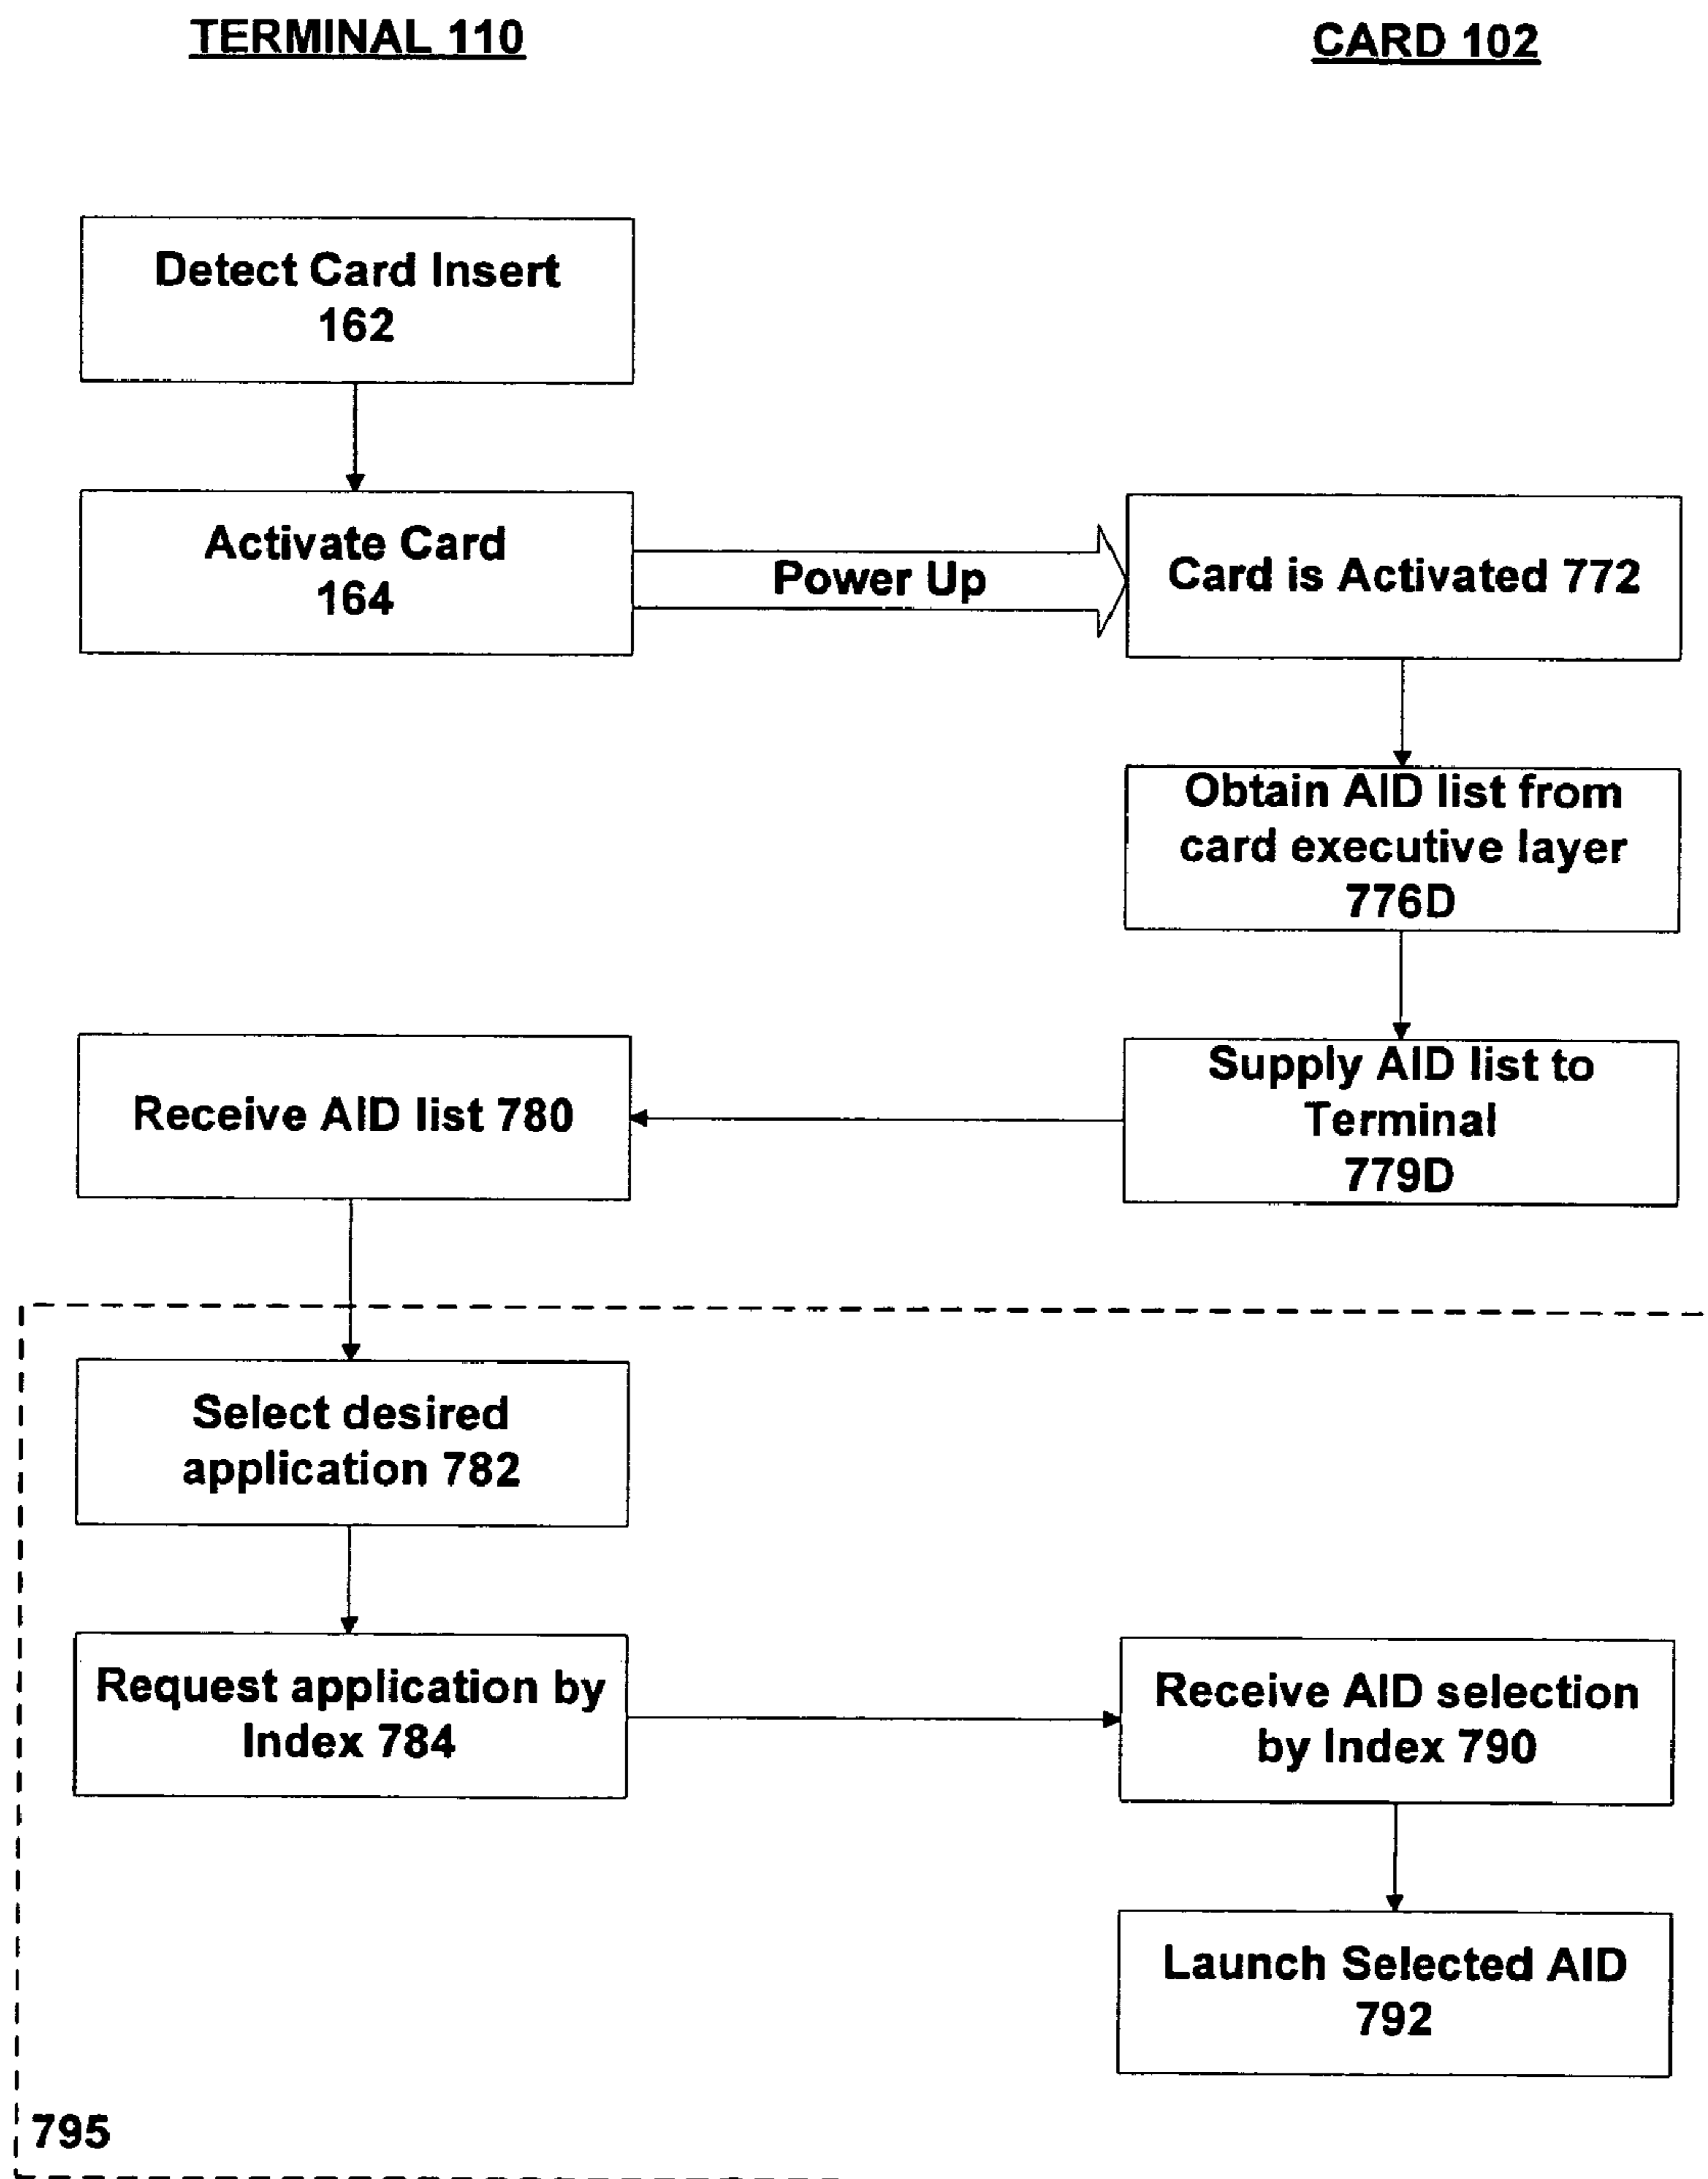 TERMINAL 110
CARD 102
Detect Card Insert
162
Activate Card
164
Power Up
Card is Activated 772
Obtain AID list from
card executive layer
776D
Supply AID list to
Terminal
779D
Receive AID list 780
Select desired
application 782
Request application by
Index 784
Receive AID selection
by Index 790
Launch Selected AID
792
795